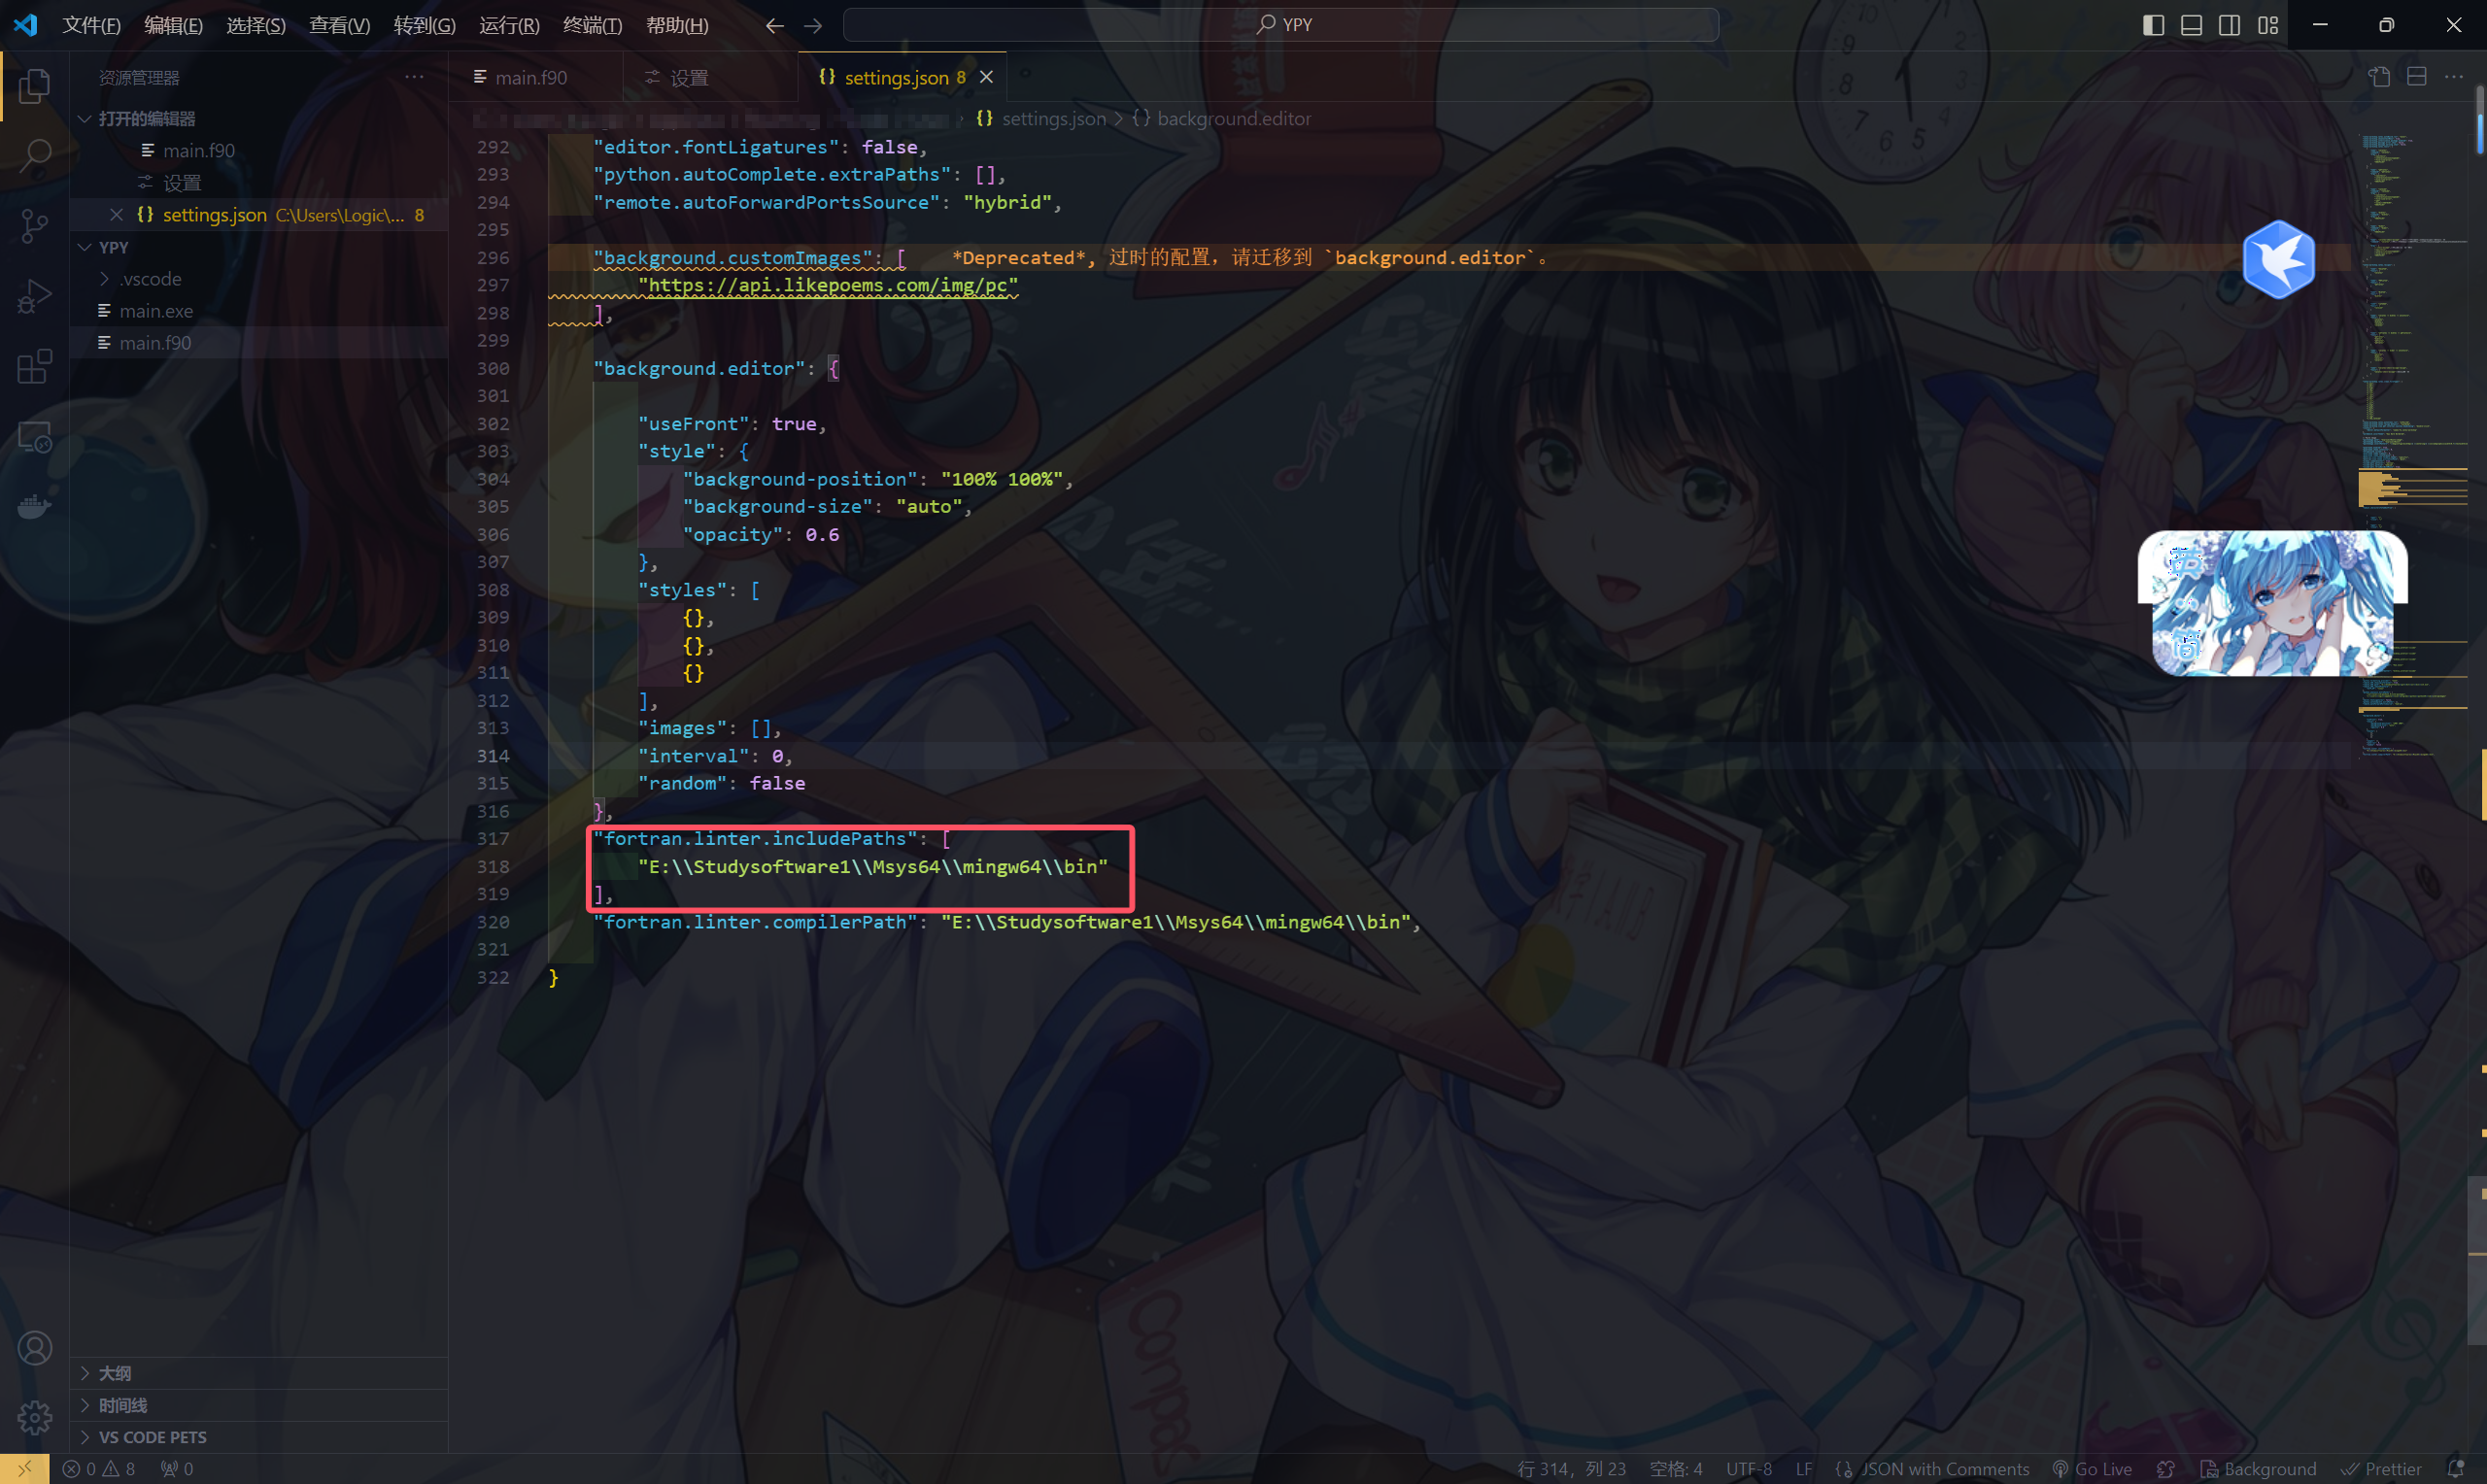 文件(F) 编辑(E) 选择(S) 查看(V) 转到(G) 运行(R) 终端(T) 帮助(H)
YPY
资源管理器
打开的编辑器
main.f90
设置
settings.json C:\Users\Logic\... 8
YPY
.vscode
main.exe
main.f90
大纲
时间线
VS CODE PETS
main.f90 设置 {} settings.json 8
{} settings.json > {} background.editor
292 "editor.fontLigatures": false,
293 "python.autoComplete.extraPaths": [],
294 "remote.autoForwardPortsSource": "hybrid",
295
296 "background.customImages": [ *Deprecated*, 过时的配置，请迁移到 `background.editor`。
297 "https://api.likepoems.com/img/pc"
298 ],
299
300 "background.editor": {
301
302 "useFront": true,
303 "style": {
304 "background-position": "100% 100%",
305 "background-size": "auto",
306 "opacity": 0.6
307 },
308 "styles": [
309 {},
310 {},
311 {}
312 ],
313 "images": [],
314 "interval": 0,
315 "random": false
316 },
317 "fortran.linter.includePaths": [
318 "E:\\Studysoftware1\\Msys64\\mingw64\\bin"
319 ],
320 "fortran.linter.compilerPath": "E:\\Studysoftware1\\Msys64\\mingw64\\bin",
321
322 }
Compas
0 8 0
行 314，列 23 空格: 4 UTF-8 LF JSON with Comments Go Live Background Prettier